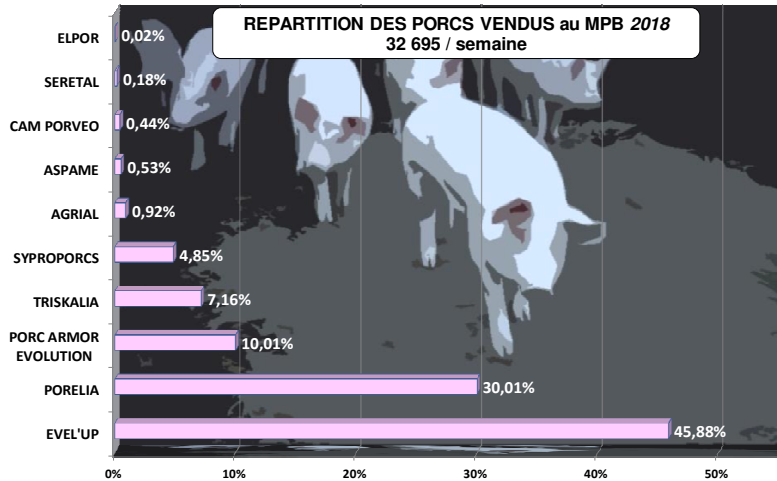 REPARTITION DES PORCS VENDUS au MPB 2018
32 695 / semaine
ELPOR 0,02%
SERETAL 0,18%
CAM PORVEO 0,44%
ASPAME 0,53%
AGRIAL 0,92%
SYPROPORCS 4,85%
TRISKALIA 7,16%
PORC ARMOR
EVOLUTION 10,01%
PORELIA 30,01%
EVEL'UP 45,88%
0% 10% 20% 30% 40% 50%